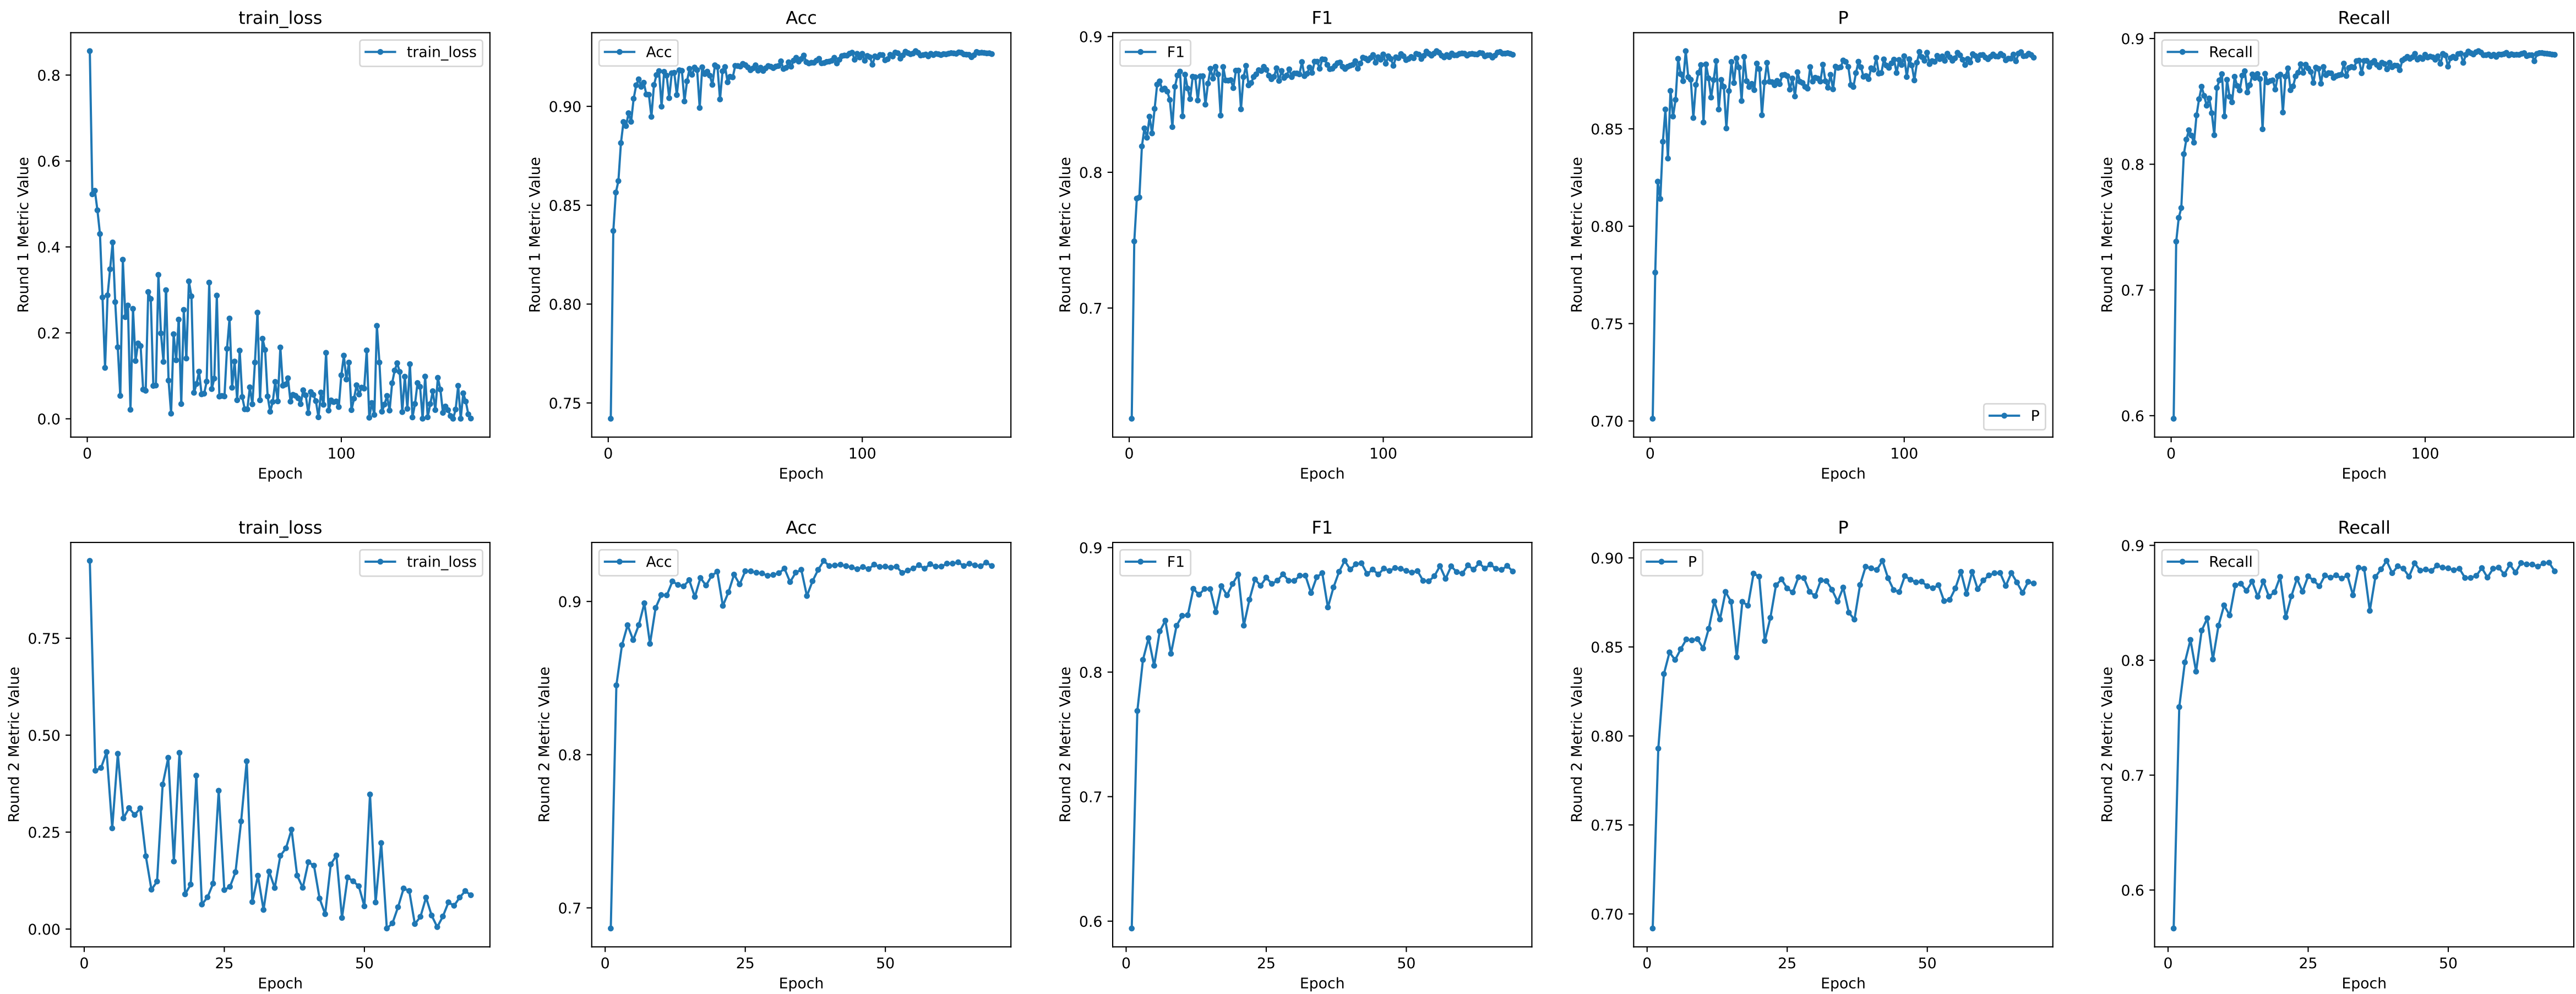 train_loss
Round 1 Metric Value
0.8
0.6
0.4
0.2
0.0
train_loss
0
100
Epoch
Acc
Round 1 Metric Value
0.90
0.85
0.80
0.75
Acc
0
100
Epoch
F1
Round 1 Metric Value
0.9
0.8
0.7
F1
0
100
Epoch
P
Round 1 Metric Value
0.85
0.80
0.75
0.70
P
0
100
Epoch
Recall
Round 1 Metric Value
0.9
0.8
0.7
0.6
Recall
0
100
Epoch
train_loss
Round 2 Metric Value
0.75
0.50
0.25
0.00
train_loss
0
25
50
Epoch
Acc
Round 2 Metric Value
0.9
0.8
0.7
Acc
0
25
50
Epoch
F1
Round 2 Metric Value
0.9
0.8
0.7
0.6
F1
0
25
50
Epoch
P
Round 2 Metric Value
0.90
0.85
0.80
0.75
0.70
P
0
25
50
Epoch
Recall
Round 2 Metric Value
0.9
0.8
0.7
0.6
Recall
0
25
50
Epoch